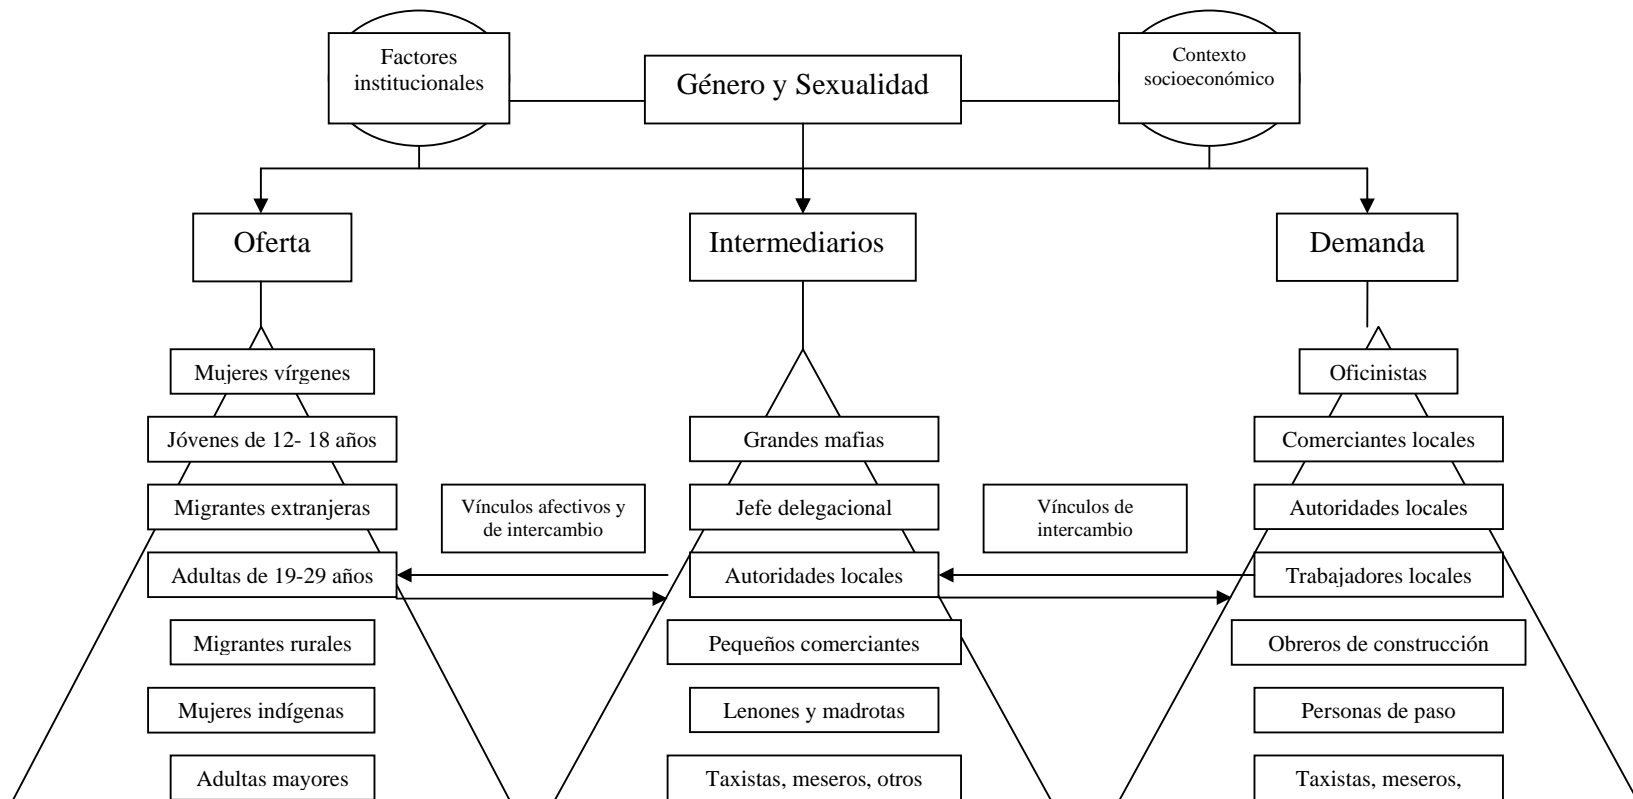 Factores
institucionales
Género y Sexualidad
Contexto
socioeconómico
Oferta
Intermediarios
Demanda
Mujeres vírgenes
Oficinistas
Jóvenes de 12- 18 años
Grandes mafias
Comerciantes locales
Migrantes extranjeras
Vínculos afectivos y
de intercambio
Jefe delegacional
Vínculos de
intercambio
Autoridades locales
Adultas de 19-29 años
Autoridades locales
Trabajadores locales
Migrantes rurales
Pequeños comerciantes
Obreros de construcción
Mujeres indígenas
Lenones y madrotas
Personas de paso
Adultas mayores
Taxistas, meseros, otros
Taxistas, meseros,